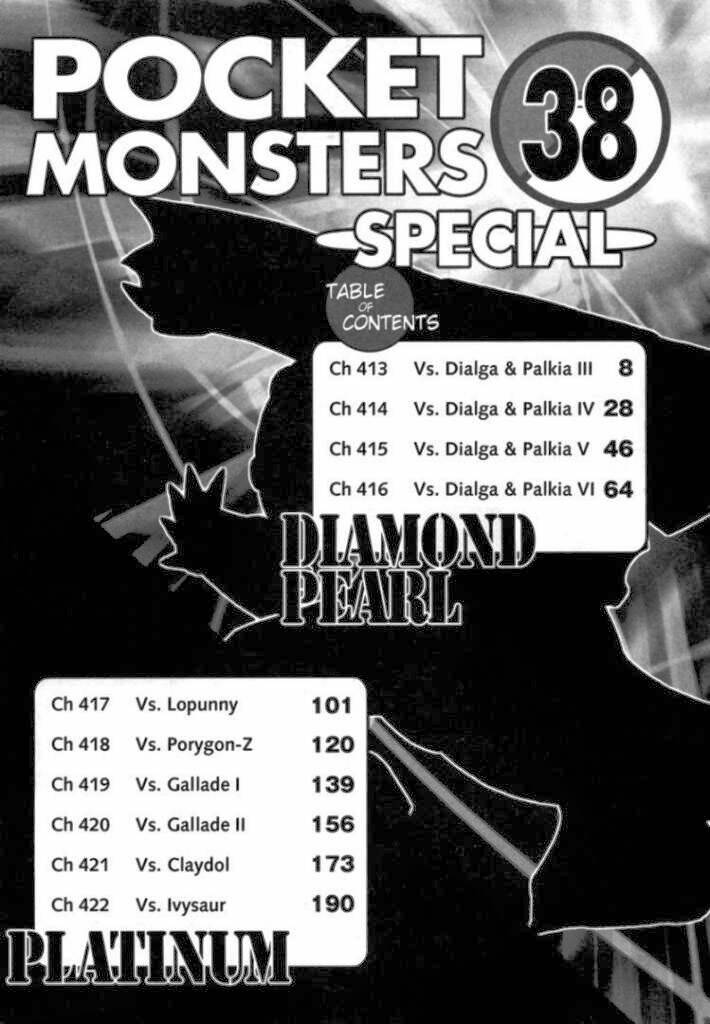 POCKET
MONSTERS
38
SPECIAL
TABLE
OF
CONTENTS
Ch 413 Vs. Dialga & Palkia III 8
Ch 414 Vs. Dialga & Palkia IV 28
Ch 415 Vs. Dialga & Palkia V 46
Ch 416 Vs. Dialga & Palkia VI 64
DIAMOND
PEARL
Ch 417 Vs. Lopunny 101
Ch 418 Vs. Porygon-Z 120
Ch 419 Vs. Gallade I 139
Ch 420 Vs. Gallade II 156
Ch 421 Vs. Claydol 173
Ch 422 Vs. Ivysaur 190
PLATINUM